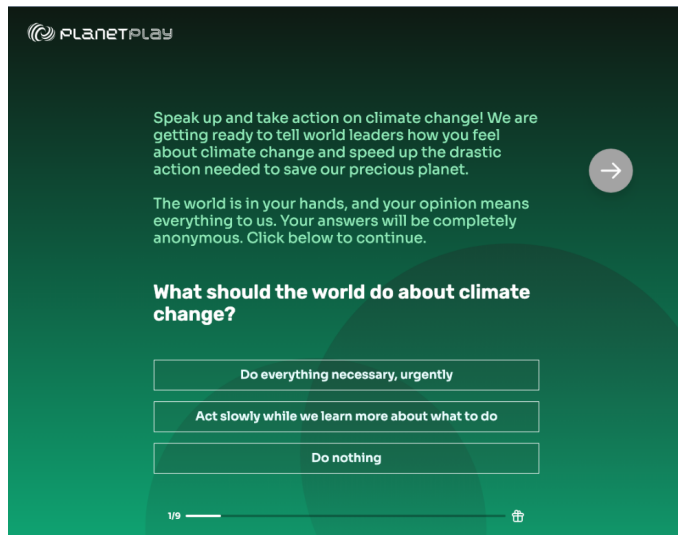 PLANETPLAY
Speak up and take action on climate change! We are
getting ready to tell world leaders how you feel
about climate change and speed up the drastic
action needed to save our precious planet.
The world is in your hands, and your opinion means
everything to us. Your answers will be completely
anonymous. Click below to continue.
What should the world do about climate
change?
Do everything necessary, urgently
Act slowly while we learn more about what to do
Do nothing
1/9